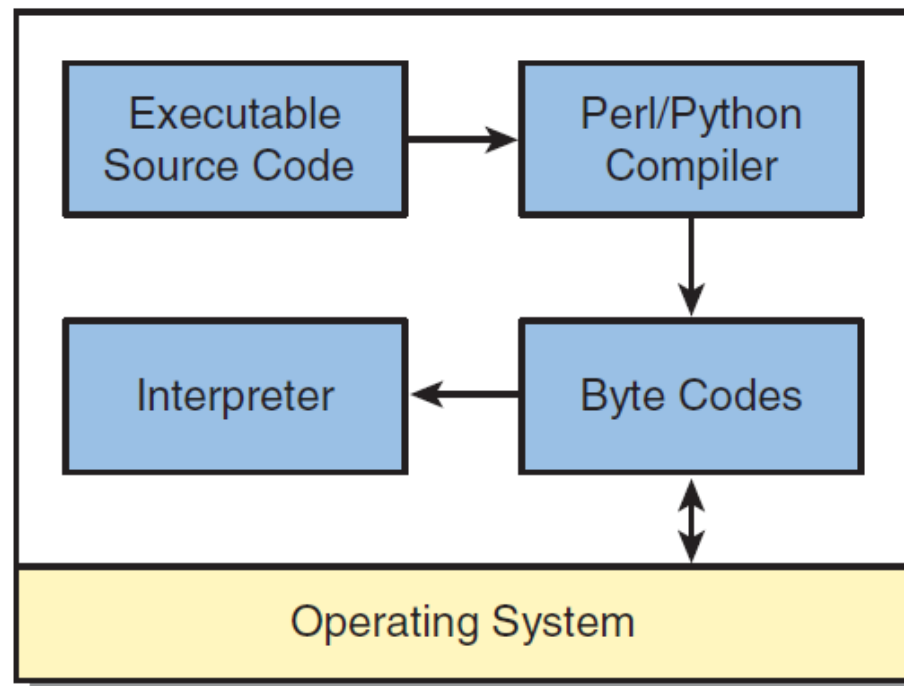 Executable
Source Code
Perl/Python
Compiler
Interpreter
Byte Codes
Operating System